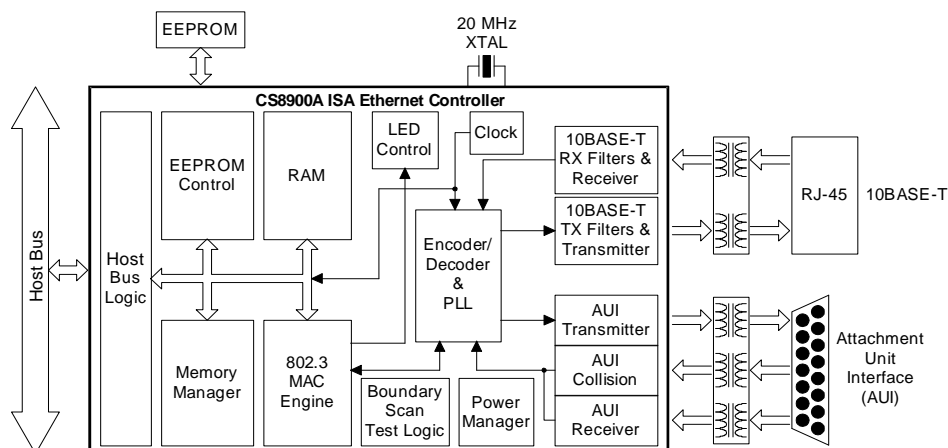 EEPROM
20 MHz
XTAL
CS8900A ISA Ethernet Controller
Host Bus
Host
Bus
Logic
EEPROM
Control
RAM
LED
Control
Clock
10BASE-T
RX Filters &
Receiver
10BASE-T
TX Filters &
Transmitter
RJ-45
10BASE-T
Encoder/
Decoder
&
PLL
Memory
Manager
802.3
MAC
Engine
Boundary
Scan
Test Logic
Power
Manager
AUI
Transmitter
AUI
Collision
AUI
Receiver
Attachment
Unit
Interface
(AUI)